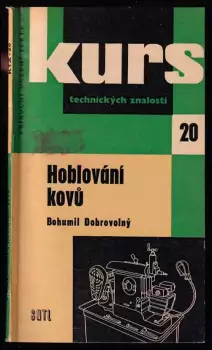 kurs
technických znalostí
20
Hoblování
kovů
Bohumil Dobrovolný
SNTL